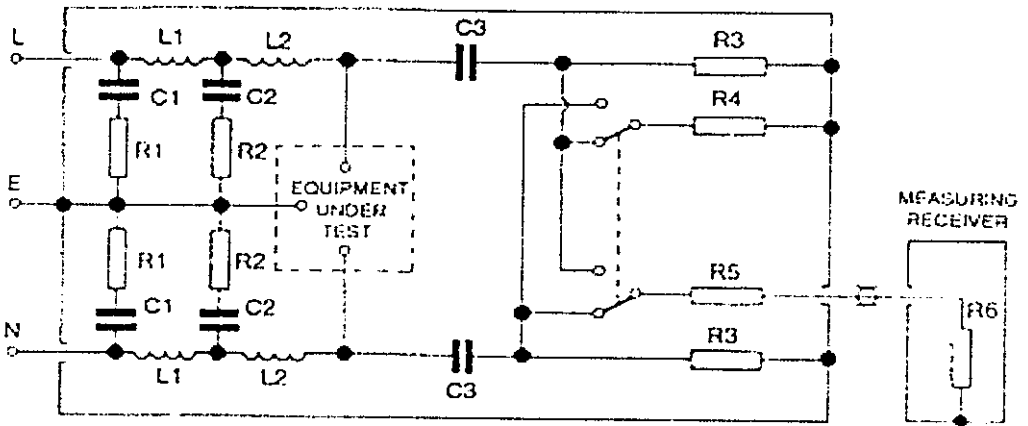 L
L1
L2
C3
R3
C1
C2
R4
R1
R2
E
EQUIPMENT
UNDER
TEST
MEASURING
RECEIVER
R1
R2
R5
R6
C1
C2
N
R3
L1
L2
C3